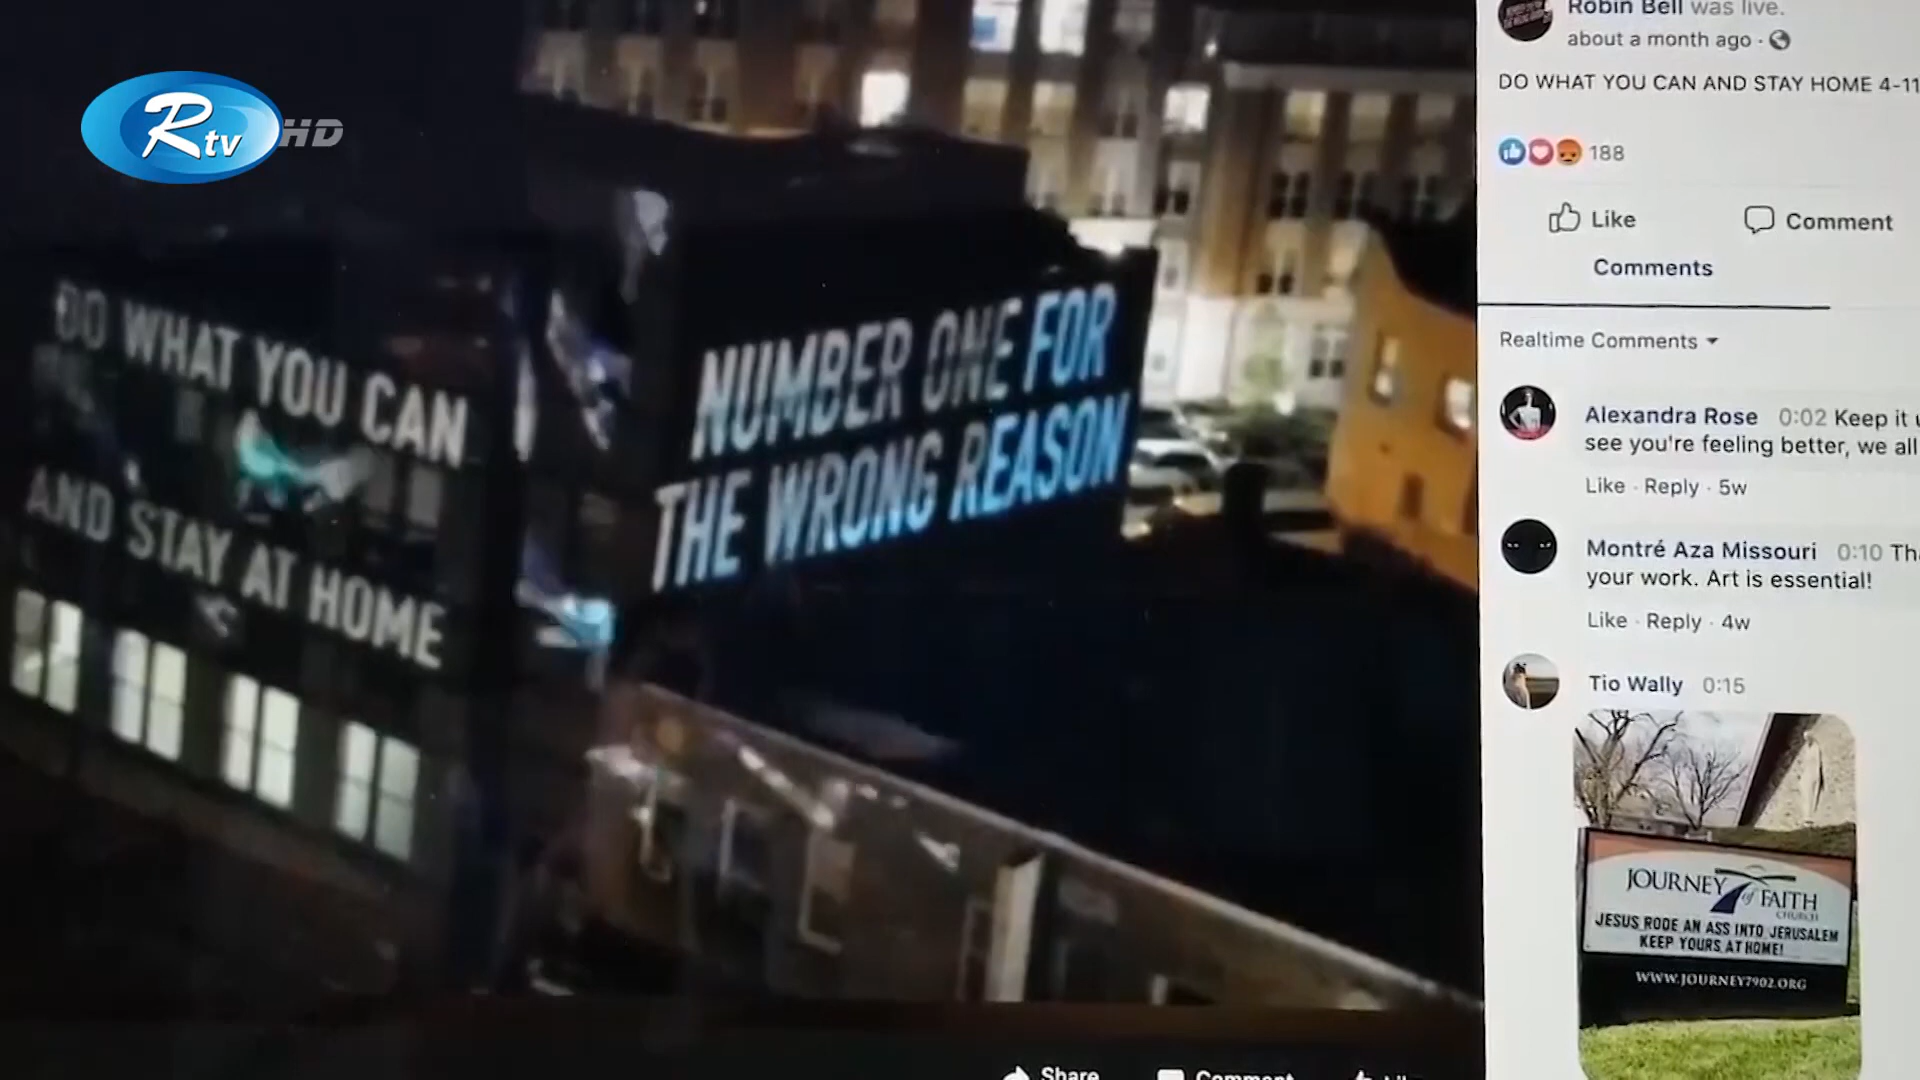 Rtv HD
DO WHAT YOU CAN
AND STAY AT HOME
NUMBER ONE FOR
THE WRONG REASON
Robin Bell was live.
about a month ago ·
DO WHAT YOU CAN AND STAY HOME 4-11
188
Like
Comment
Comments
Realtime Comments
Alexandra Rose 0:02 Keep it
see you're feeling better, we all
Like · Reply · 5w
Montré Aza Missouri 0:10
your work. Art is essential!
Like · Reply · 4w
Tio Wally 0:15
JOURNEY of FAITH
CHURCH
JESUS RODE AN ASS INTO JERUSALEM
KEEP YOURS AT HOME!
WWW.JOURNEY7902.ORG
Share
Comment